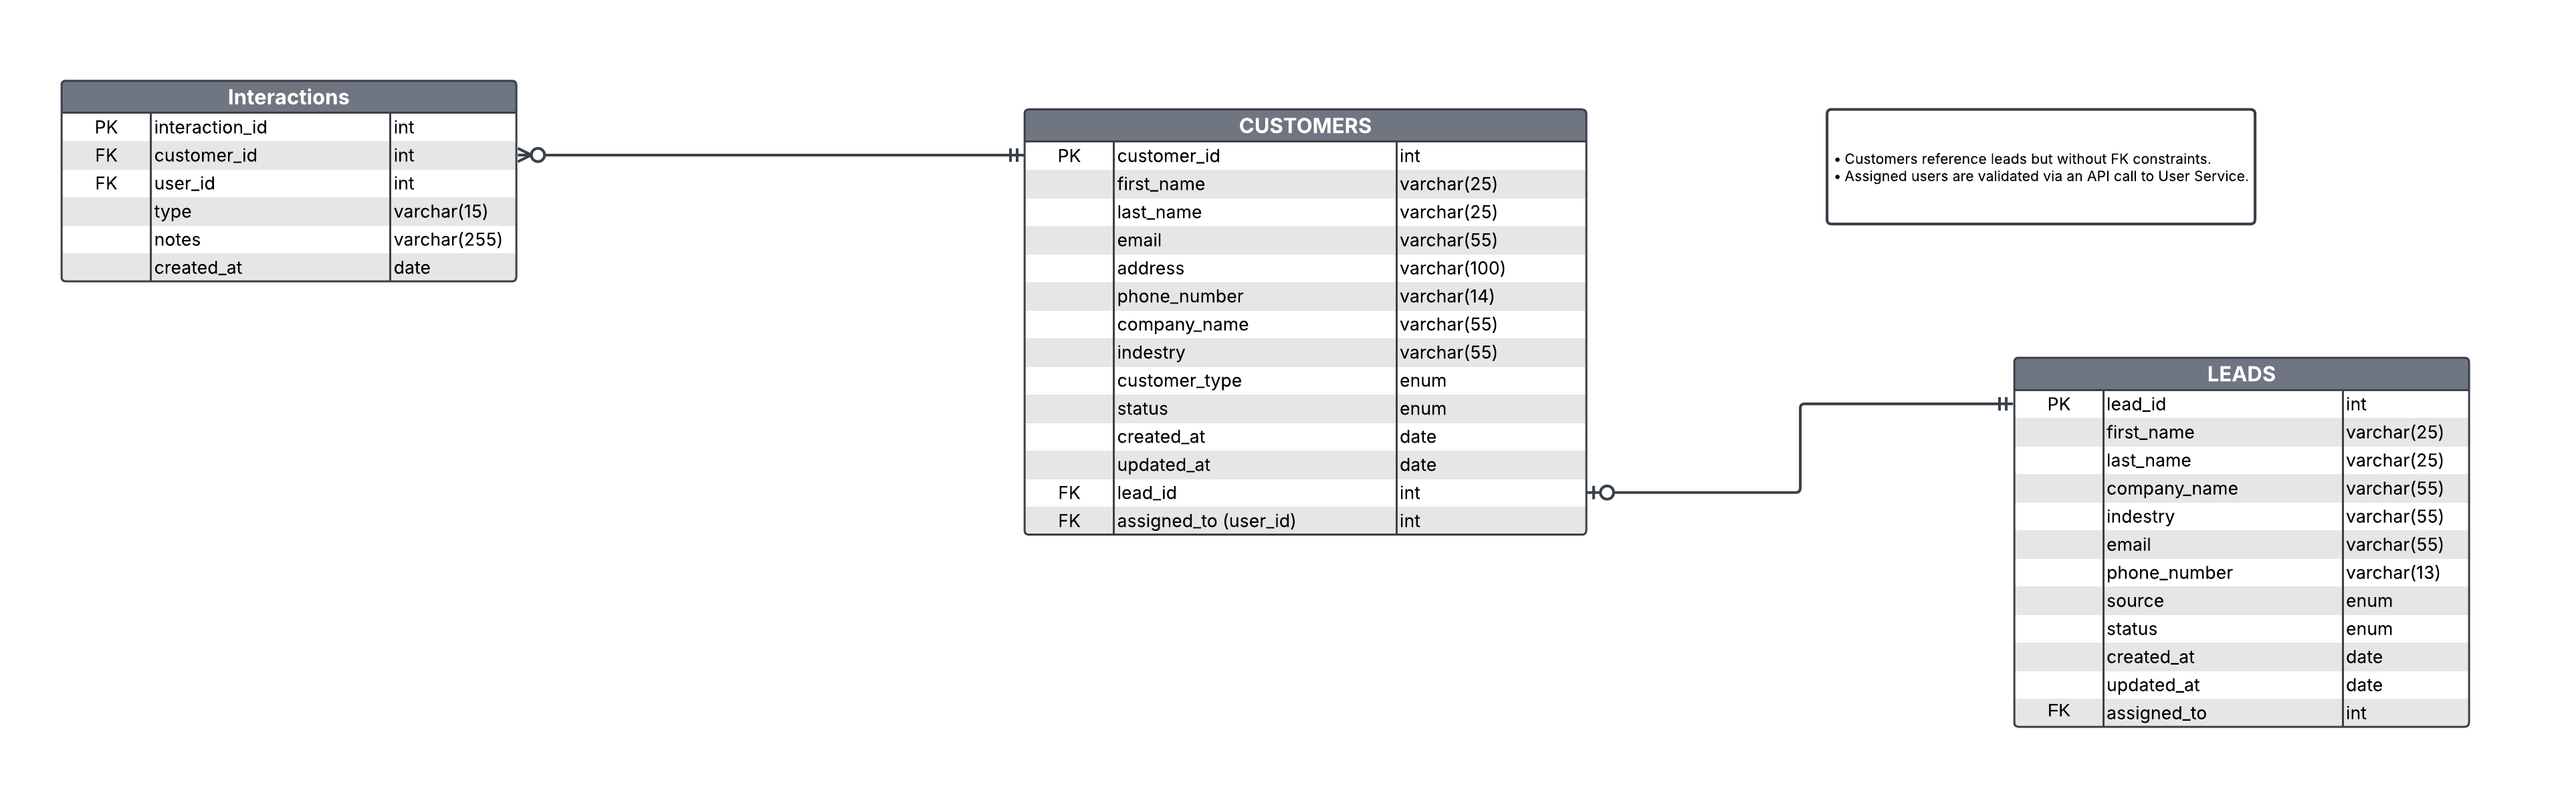 Interactions
PK interaction_id int
FK customer_id int
FK user_id int
type varchar(15)
notes varchar(255)
created_at date
CUSTOMERS
PK customer_id int
first_name varchar(25)
last_name varchar(25)
email varchar(55)
address varchar(100)
phone_number varchar(14)
company_name varchar(55)
indestry varchar(55)
customer_type enum
status enum
created_at date
updated_at date
FK lead_id int
FK assigned_to (user_id) int
• Customers reference leads but without FK constraints.
• Assigned users are validated via an API call to User Service.
LEADS
PK lead_id int
first_name varchar(25)
last_name varchar(25)
company_name varchar(55)
indestry varchar(55)
email varchar(55)
phone_number varchar(13)
source enum
status enum
created_at date
updated_at date
FK assigned_to int